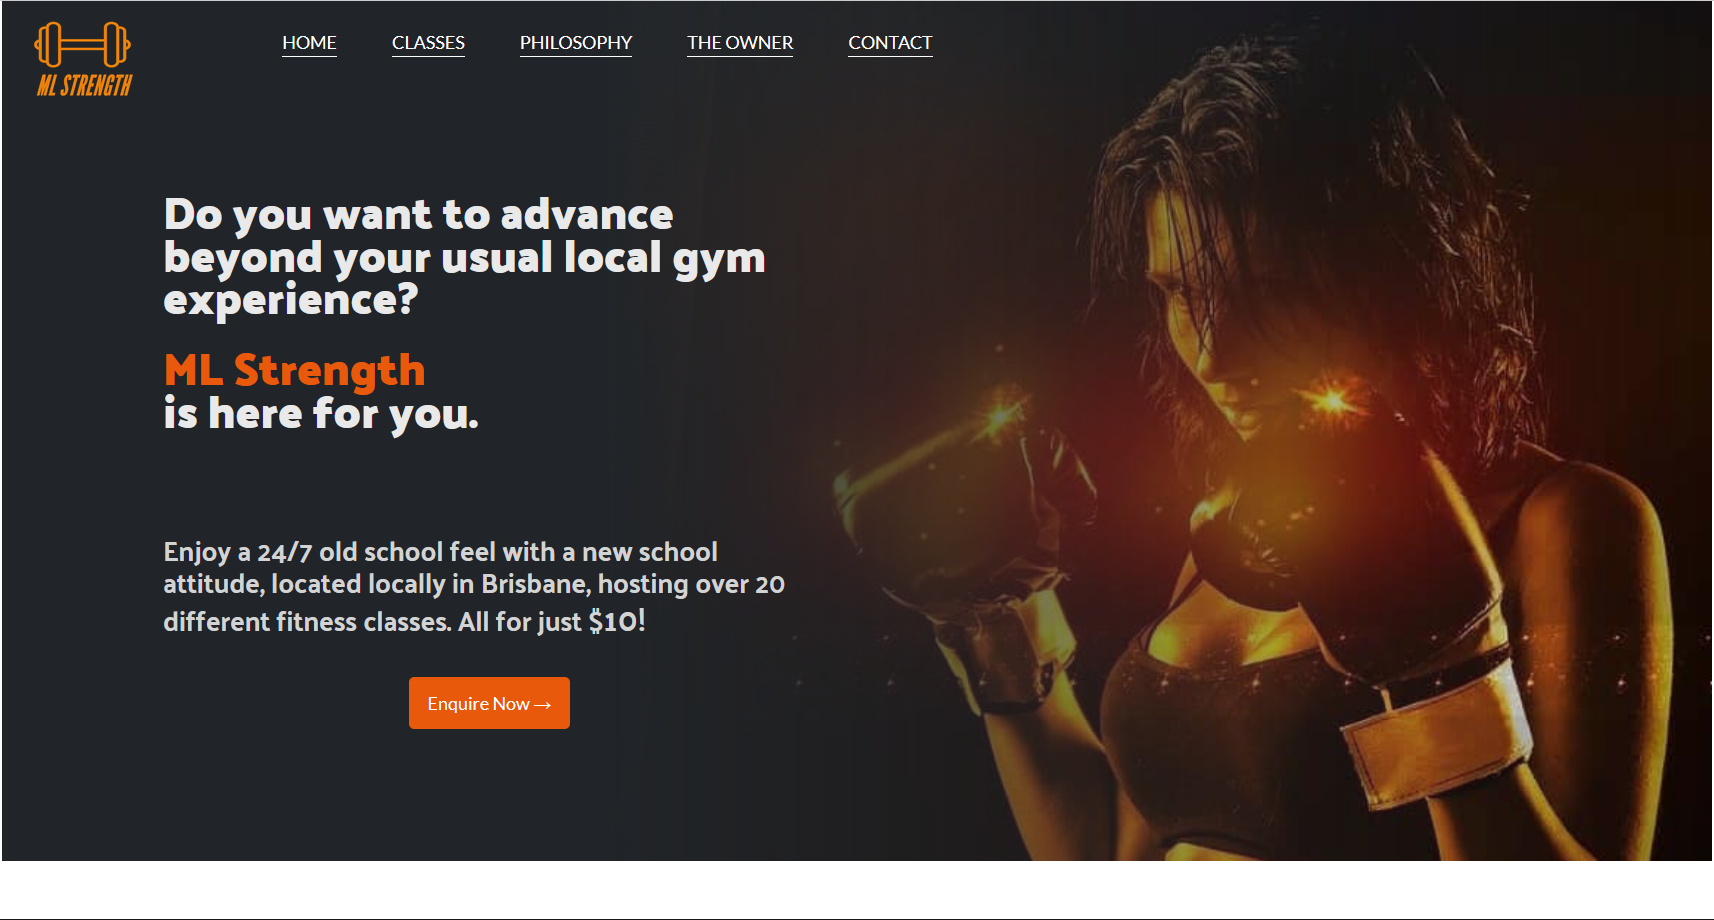 ML STRENGTH
HOME CLASSES PHILOSOPHY THE OWNER CONTACT
Do you want to advance
beyond your usual local gym
experience?
ML Strength
is here for you.
Enjoy a 24/7 old school feel with a new school
attitude, located locally in Brisbane, hosting over 20
different fitness classes. All for just $10!
Enquire Now →